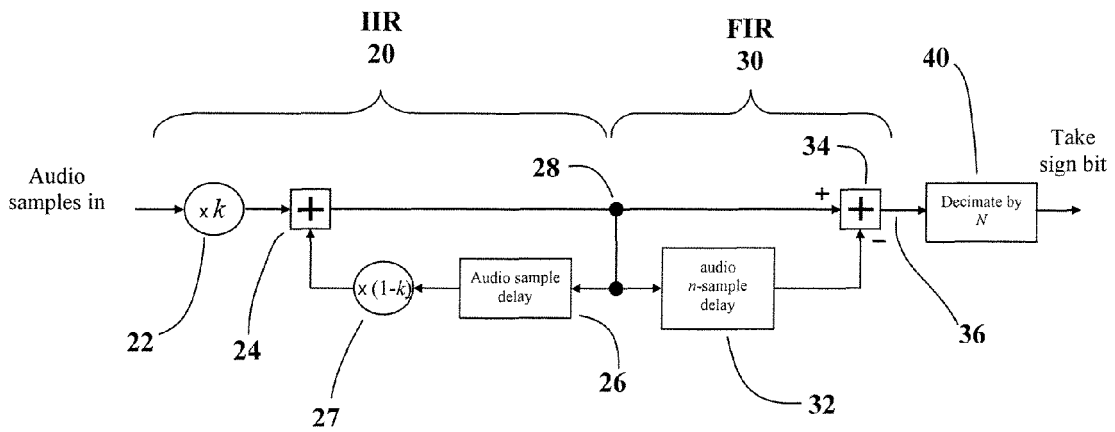 IIR
20
FIR
30
40
Take
sign bit
34
28
Audio
samples in
× k
+
+
+
−
Decimate by
N
× (1-k)
Audio sample
delay
audio
n-sample
delay
22
24
27
26
32
36